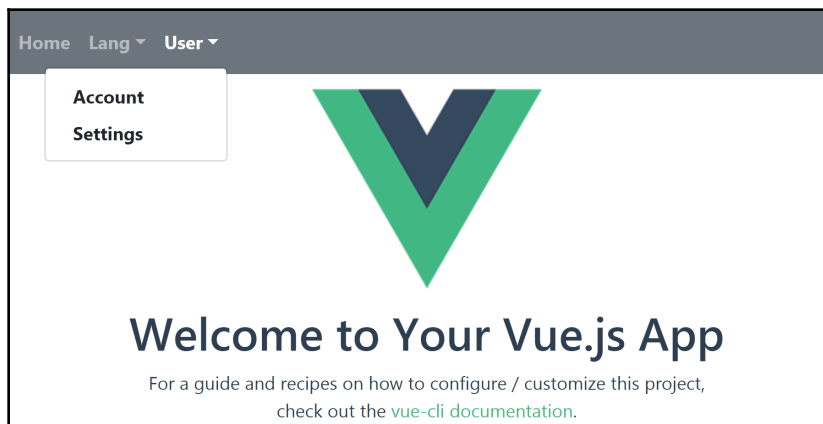 Home Lang User
Account
Settings
Welcome to Your Vue.js App
For a guide and recipes on how to configure / customize this project,
check out the vue-cli documentation.